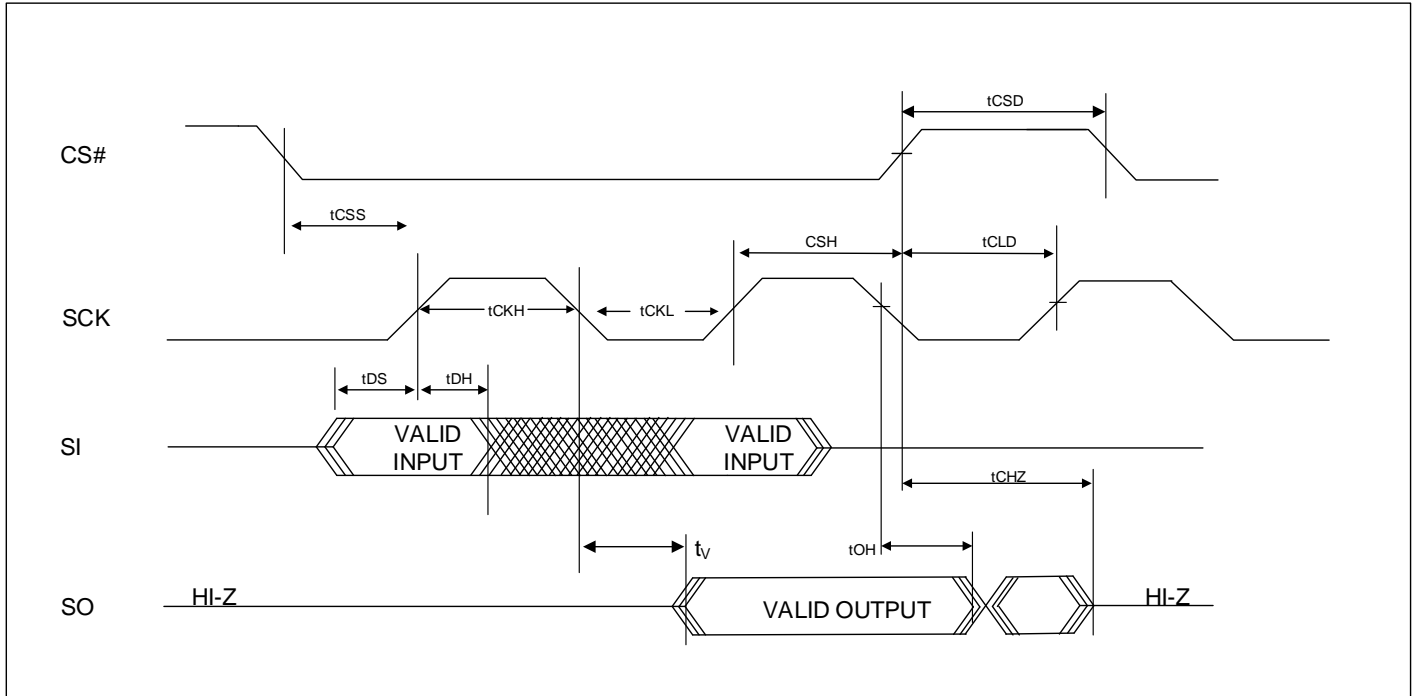 tCSD
CS#
tCSS
CSH
tCLD
SCK
tCKH
tCKL
tDS
tDH
SI
VALID
INPUT
VALID
INPUT
tCHZ
tV
tOH
SO
HI-Z
VALID OUTPUT
HI-Z